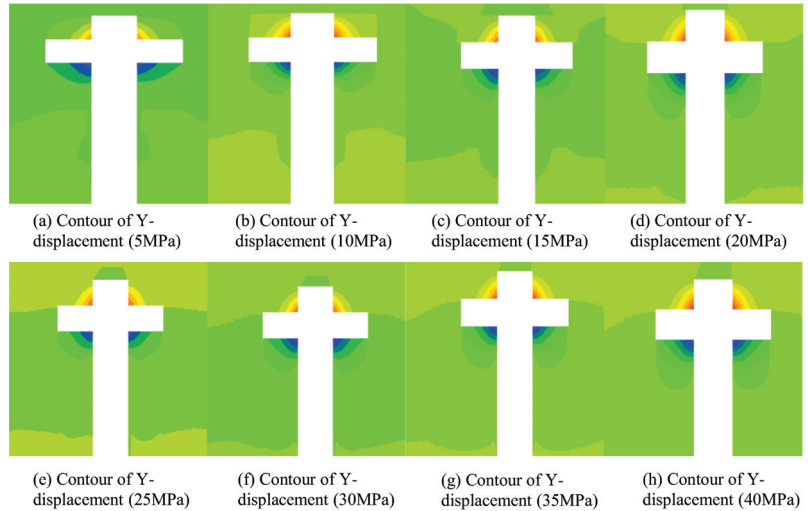 (a) Contour of Y-
displacement (5MPa)
(b) Contour of Y-
displacement (10MPa)
(c) Contour of Y-
displacement (15MPa)
(d) Contour of Y-
displacement (20MPa)
(e) Contour of Y-
displacement (25MPa)
(f) Contour of Y-
displacement (30MPa)
(g) Contour of Y-
displacement (35MPa)
(h) Contour of Y-
displacement (40MPa)